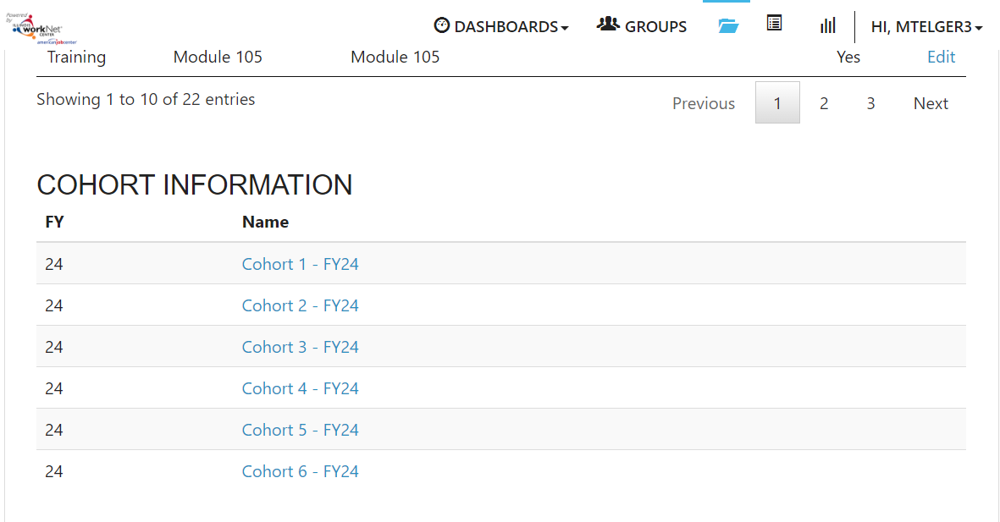 Powered by
ILLINOIS workNet CENTER
americanjobcenter
DASHBOARDS
GROUPS
HI, MTELGER3
Training Module 105 Module 105 Yes Edit
Showing 1 to 10 of 22 entries
Previous 1 2 3 Next
COHORT INFORMATION
FY Name
24 Cohort 1 - FY24
24 Cohort 2 - FY24
24 Cohort 3 - FY24
24 Cohort 4 - FY24
24 Cohort 5 - FY24
24 Cohort 6 - FY24